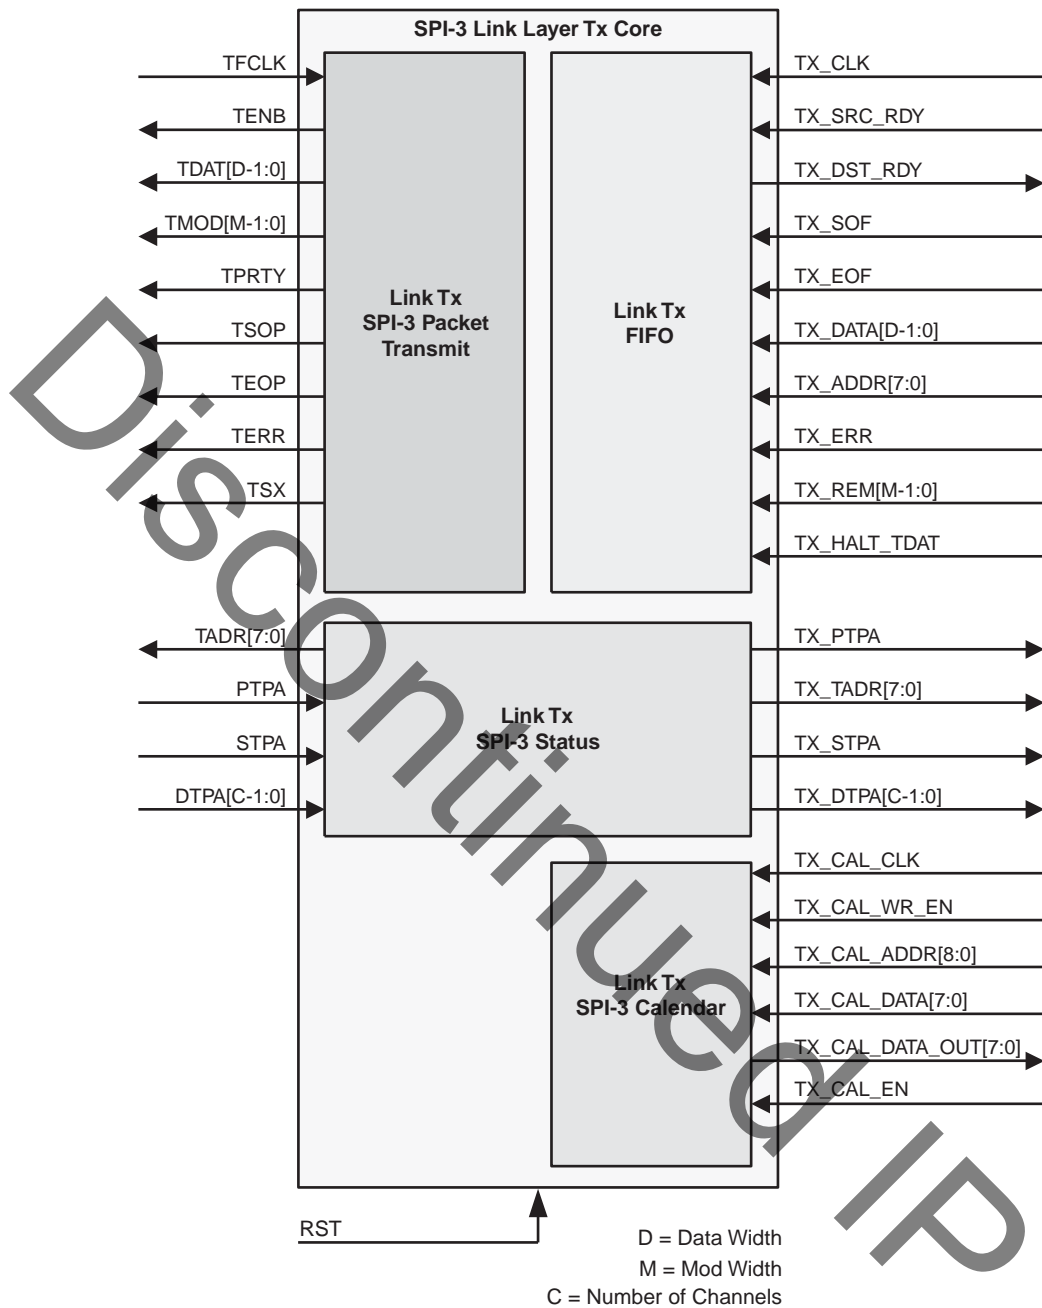 SPI-3 Link Layer Tx Core
TFCLK
TENB
TDAT[D-1:0]
TMOD[M-1:0]
TPRTY
TSOP
TEOP
TERR
TSX
Link Tx
SPI-3 Packet
Transmit
Link Tx
FIFO
TX_CLK
TX_SRC_RDY
TX_DST_RDY
TX_SOF
TX_EOF
TX_DATA[D-1:0]
TX_ADDR[7:0]
TX_ERR
TX_REM[M-1:0]
TX_HALT_TDAT
TADR[7:0]
PTPA
STPA
DTPA[C-1:0]
Link Tx
SPI-3 Status
TX_PTPA
TX_TADR[7:0]
TX_STPA
TX_DTPA[C-1:0]
Link Tx
SPI-3 Calendar
TX_CAL_CLK
TX_CAL_WR_EN
TX_CAL_ADDR[8:0]
TX_CAL_DATA[7:0]
TX_CAL_DATA_OUT[7:0]
TX_CAL_EN
RST
D = Data Width
M = Mod Width
C = Number of Channels
Discontinued IP